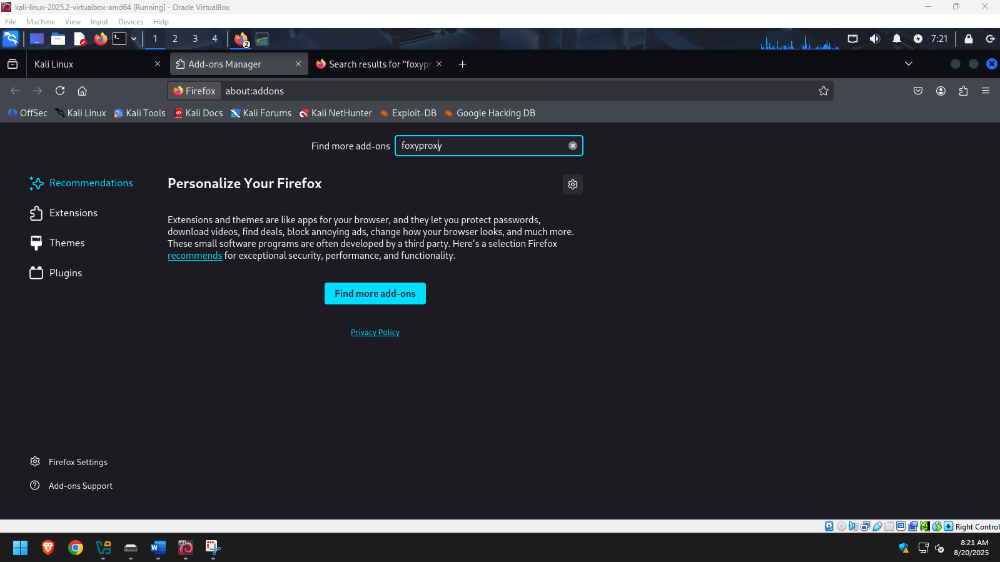 kali-linux-2025.2-virtualbox-amd64 [Running] - Oracle VirtualBox
File Machine View Input Devices Help
1 2 3 4 2 7:21
Kali Linux Add-ons Manager Search results for "foxypr
Firefox about:addons
OffSec Kali Linux Kali Tools Kali Docs Kali Forums Kali NetHunter Exploit-DB Google Hacking DB
Find more add-ons foxyproxy
Recommendations
Extensions
Themes
Plugins
Personalize Your Firefox
Extensions and themes are like apps for your browser, and they let you protect passwords,
download videos, find deals, block annoying ads, change how your browser looks, and much more.
These small software programs are often developed by a third party. Here's a selection Firefox
recommends for exceptional security, performance, and functionality.
Find more add-ons
Privacy Policy
Firefox Settings
Add-ons Support
Right Control
8:21 AM
8/20/2025